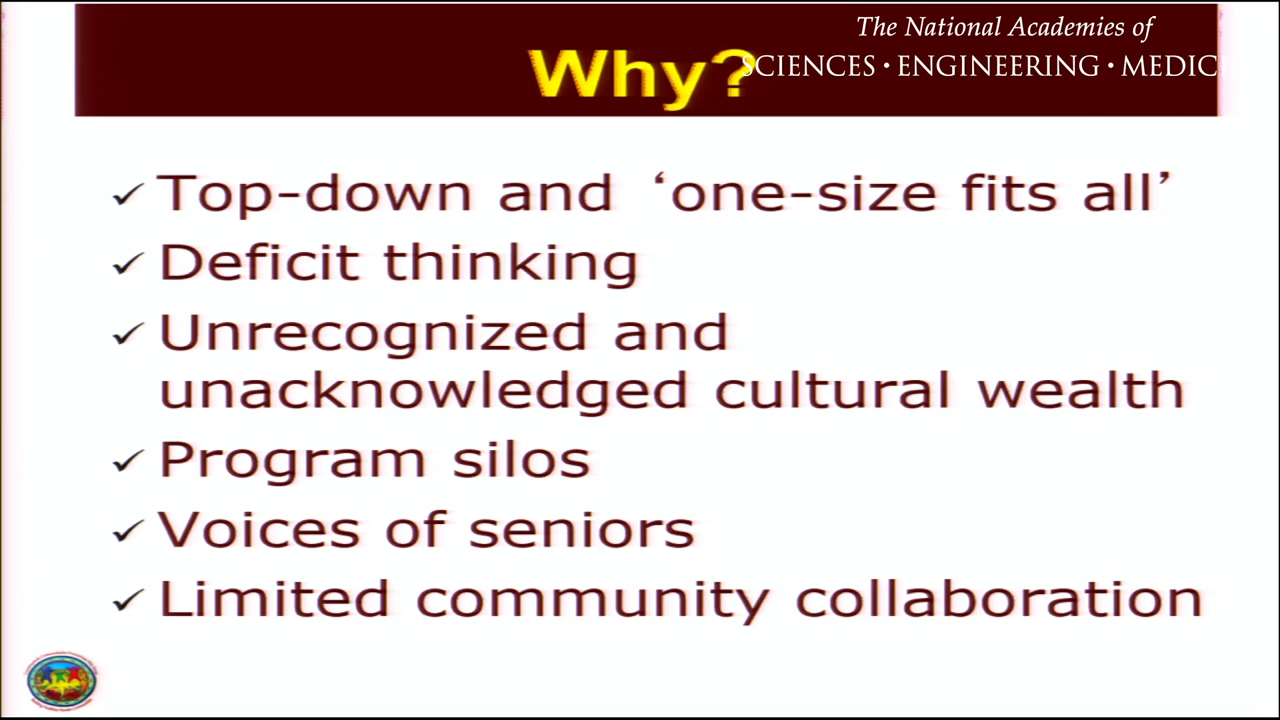 The National Academies of
Why?
SCIENCES • ENGINEERING • MEDICI
✓ Top-down and ‘one-size fits all’
✓ Deficit thinking
✓ Unrecognized and
unacknowledged cultural wealth
✓ Program silos
✓ Voices of seniors
✓ Limited community collaboration